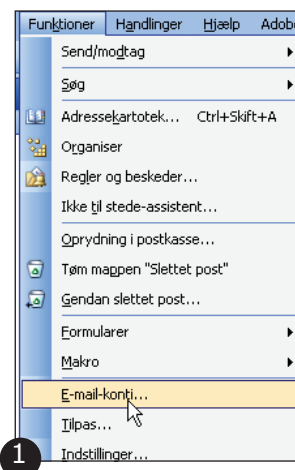 Funktioner Handlinger Hjælp Adob
Send/modtag
Søg
Adressekartotek... Ctrl+Skift+A
Organiser
Regler og beskeder...
Ikke til stede-assistent...
Oprydning i postkasse...
Tøm mappen "Slettet post"
Gendan slettet post...
Formularer
Makro
E-mail-konti...
Tilpas...
Indstillinger...
1